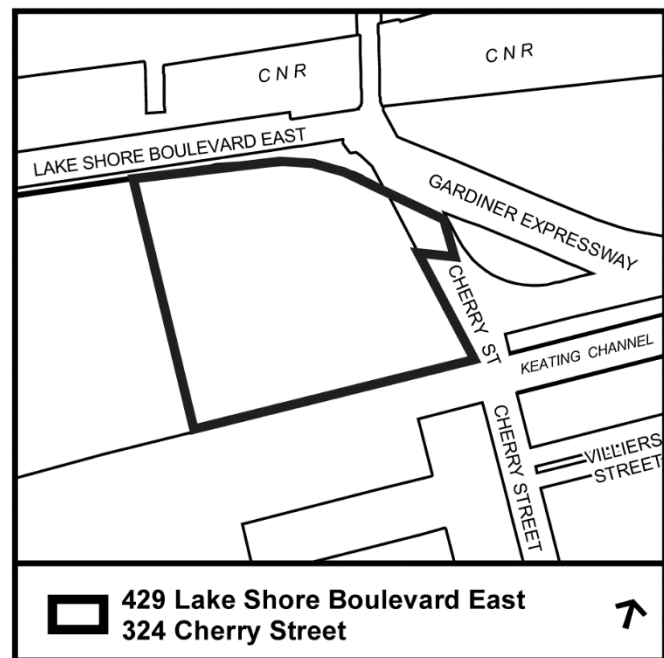 CNR
CNR
LAKE SHORE BOULEVARD EAST
GARDINER EXPRESSWAY
CHERRY ST
KEATING CHANNEL
CHERRY STREET
VILLIERS
STREET
429 Lake Shore Boulevard East
324 Cherry Street